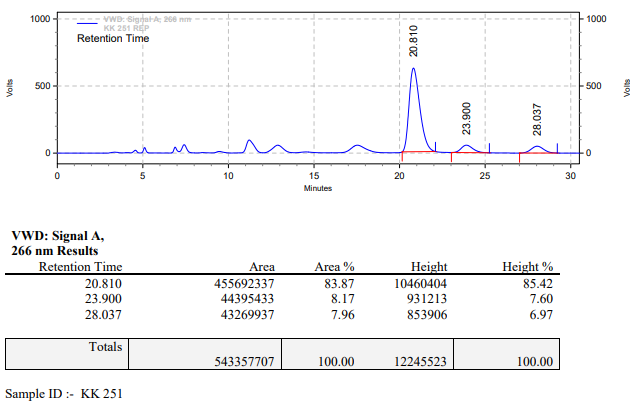 VWD: Signal A, 266 nm
KK 251 REP
Retention Time
1000
500
0
Volts
1000
500
0
Volts
20.810
23.900
28.037
0 5 10 15 20 25 30
Minutes
VWD: Signal A,
266 nm Results
Retention Time Area Area % Height Height %
20.810 455692337 83.87 10460404 85.42
23.900 44395433 8.17 931213 7.60
28.037 43269937 7.96 853906 6.97
Totals
543357707 100.00 12245523 100.00
Sample ID :- KK 251